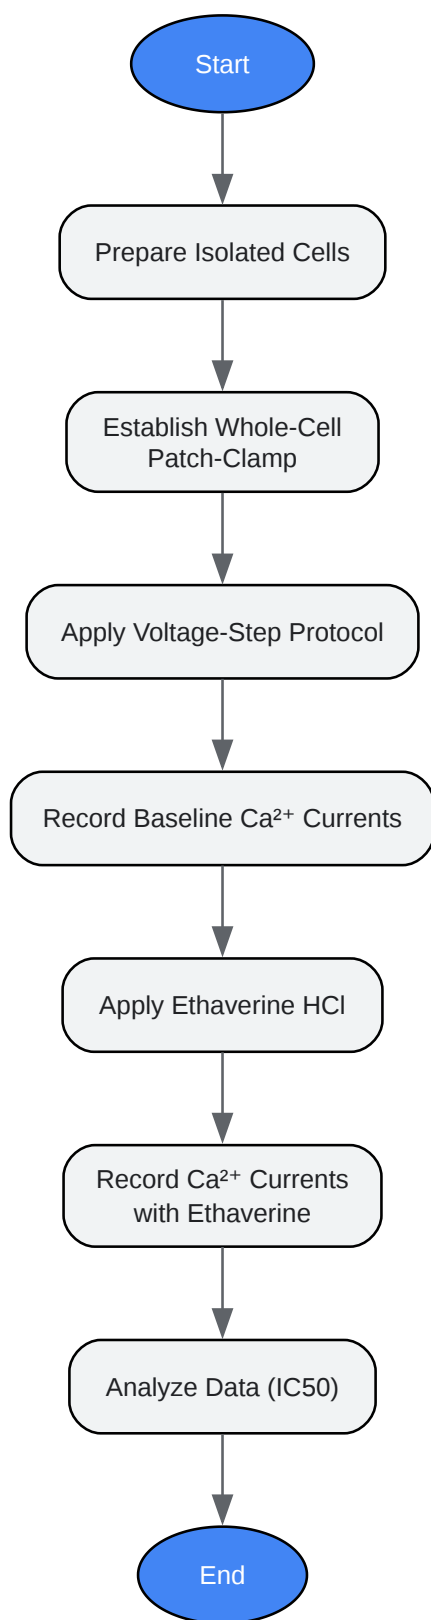 Start
Prepare Isolated Cells
Establish Whole-Cell
Patch-Clamp
Apply Voltage-Step Protocol
Record Baseline Ca²⁺ Currents
Apply Ethaverine HCl
Record Ca²⁺ Currents
with Ethaverine
Analyze Data (IC50)
End